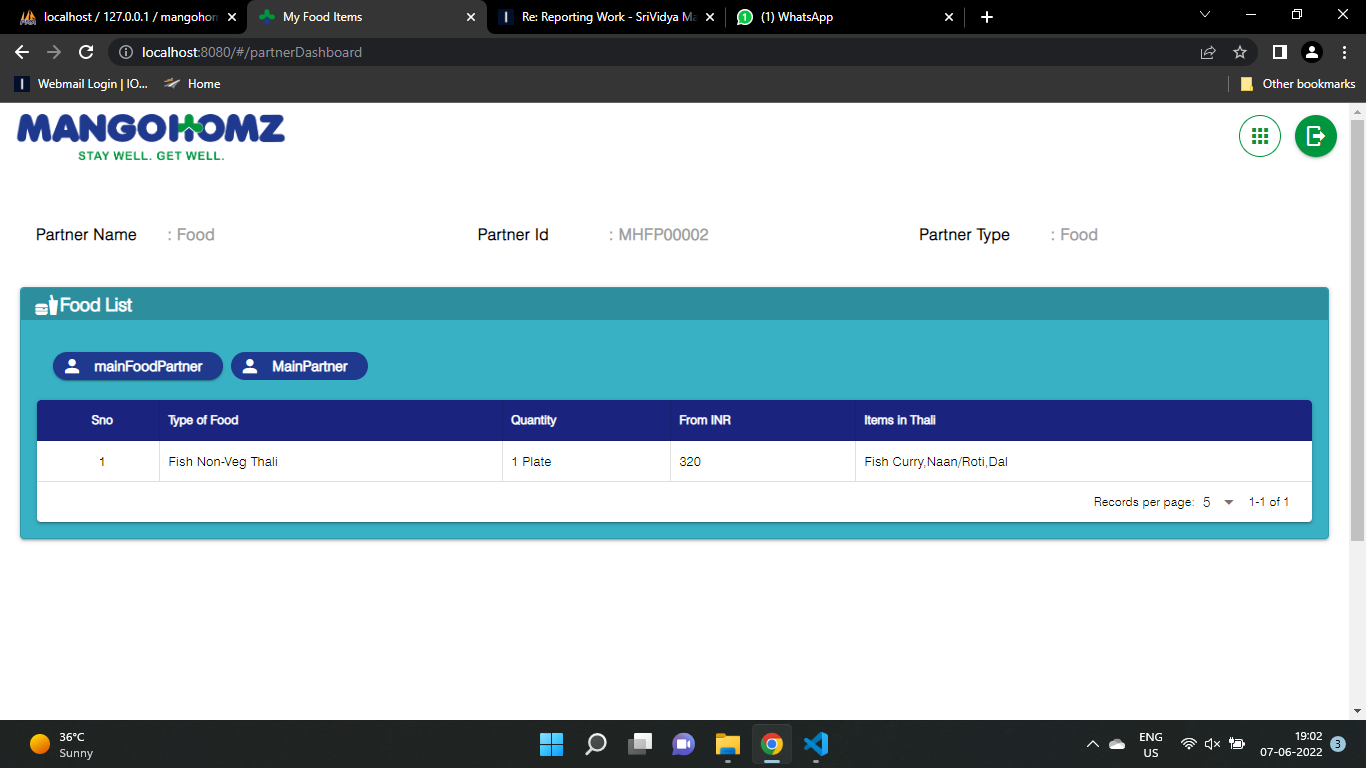 localhost / 127.0.0.1 / mangohom
My Food Items
Re: Reporting Work - SriVidya Ma
(1) WhatsApp
localhost:8080/#/partnerDashboard
Webmail Login | IO...
Home
Other bookmarks
MANGOHOMZ
STAY WELL. GET WELL.
Partner Name : Food
Partner Id : MHFP00002
Partner Type : Food
Food List
mainFoodPartner
MainPartner
Sno Type of Food Quantity From INR Items in Thali
1 Fish Non-Veg Thali 1 Plate 320 Fish Curry,Naan/Roti,Dal
Records per page: 5 1-1 of 1
36°C
Sunny
ENG
US
19:02
07-06-2022
3